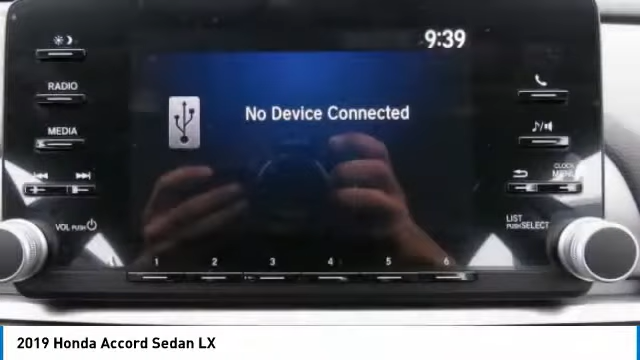 9:39
RADIO
No Device Connected
MEDIA
CLOCK
MENU
VOL PUSH
LIST
PUSH SELECT
1 2 3 4 5 6
2019 Honda Accord Sedan LX